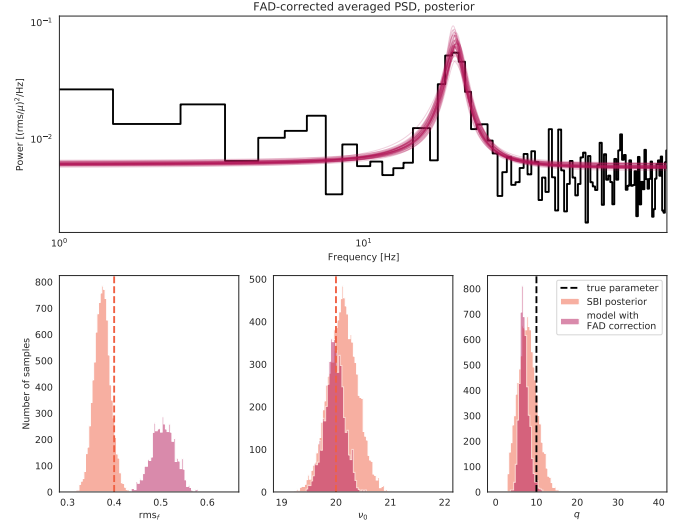 FAD-corrected averaged PSD, posterior
10⁻¹
10⁻²
Power [(rms/μ)²/Hz]
10⁰
10¹
Frequency [Hz]
800
700
600
500
400
300
200
100
0
Number of samples
0.3 0.4 0.5 0.6
rms_f
500
400
300
200
100
0
19 20 21 22
ν₀
800
700
600
500
400
300
200
100
0
0 10 20 30 40
q
true parameter
SBI posterior
model with
FAD correction